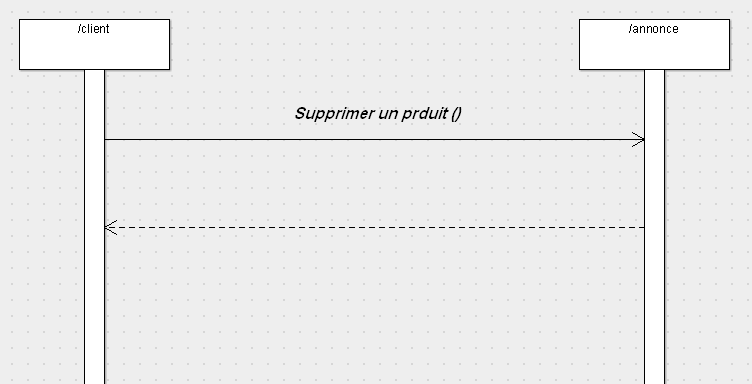 /client
/annonce
Supprimer un prduit ()